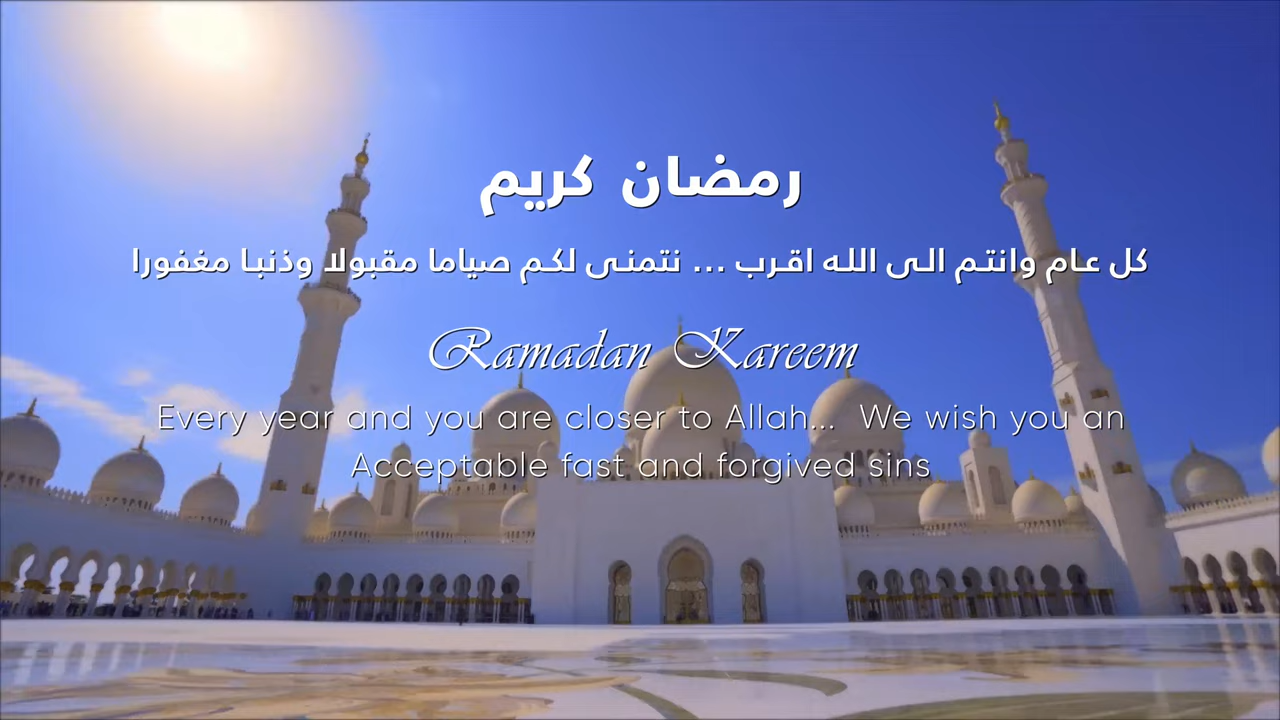 رمضان كريم
كل عام وانتم الى الله اقرب ... نتمنى لكم صياما مقبولا وذنبا مغفورا
Ramadan Kareem
Every year and you are closer to Allah... We wish you an
Acceptable fast and forgived sins